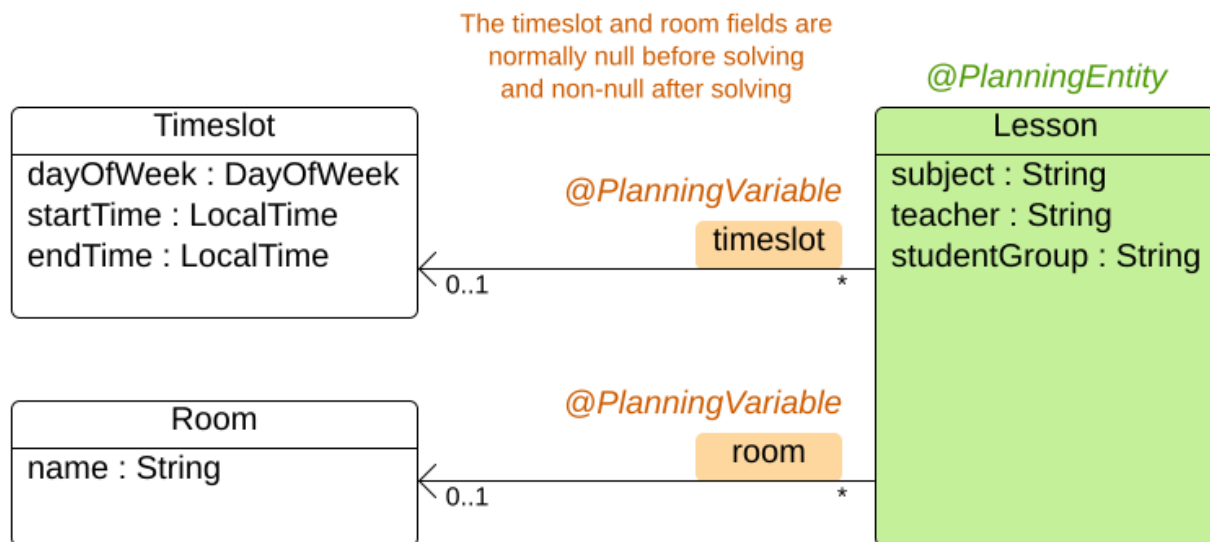 The timeslot and room fields are
normally null before solving
and non-null after solving
@PlanningEntity
Timeslot
dayOfWeek : DayOfWeek
startTime : LocalTime
endTime : LocalTime
@PlanningVariable
timeslot
0..1
*
Lesson
subject : String
teacher : String
studentGroup : String
Room
name : String
@PlanningVariable
room
0..1
*